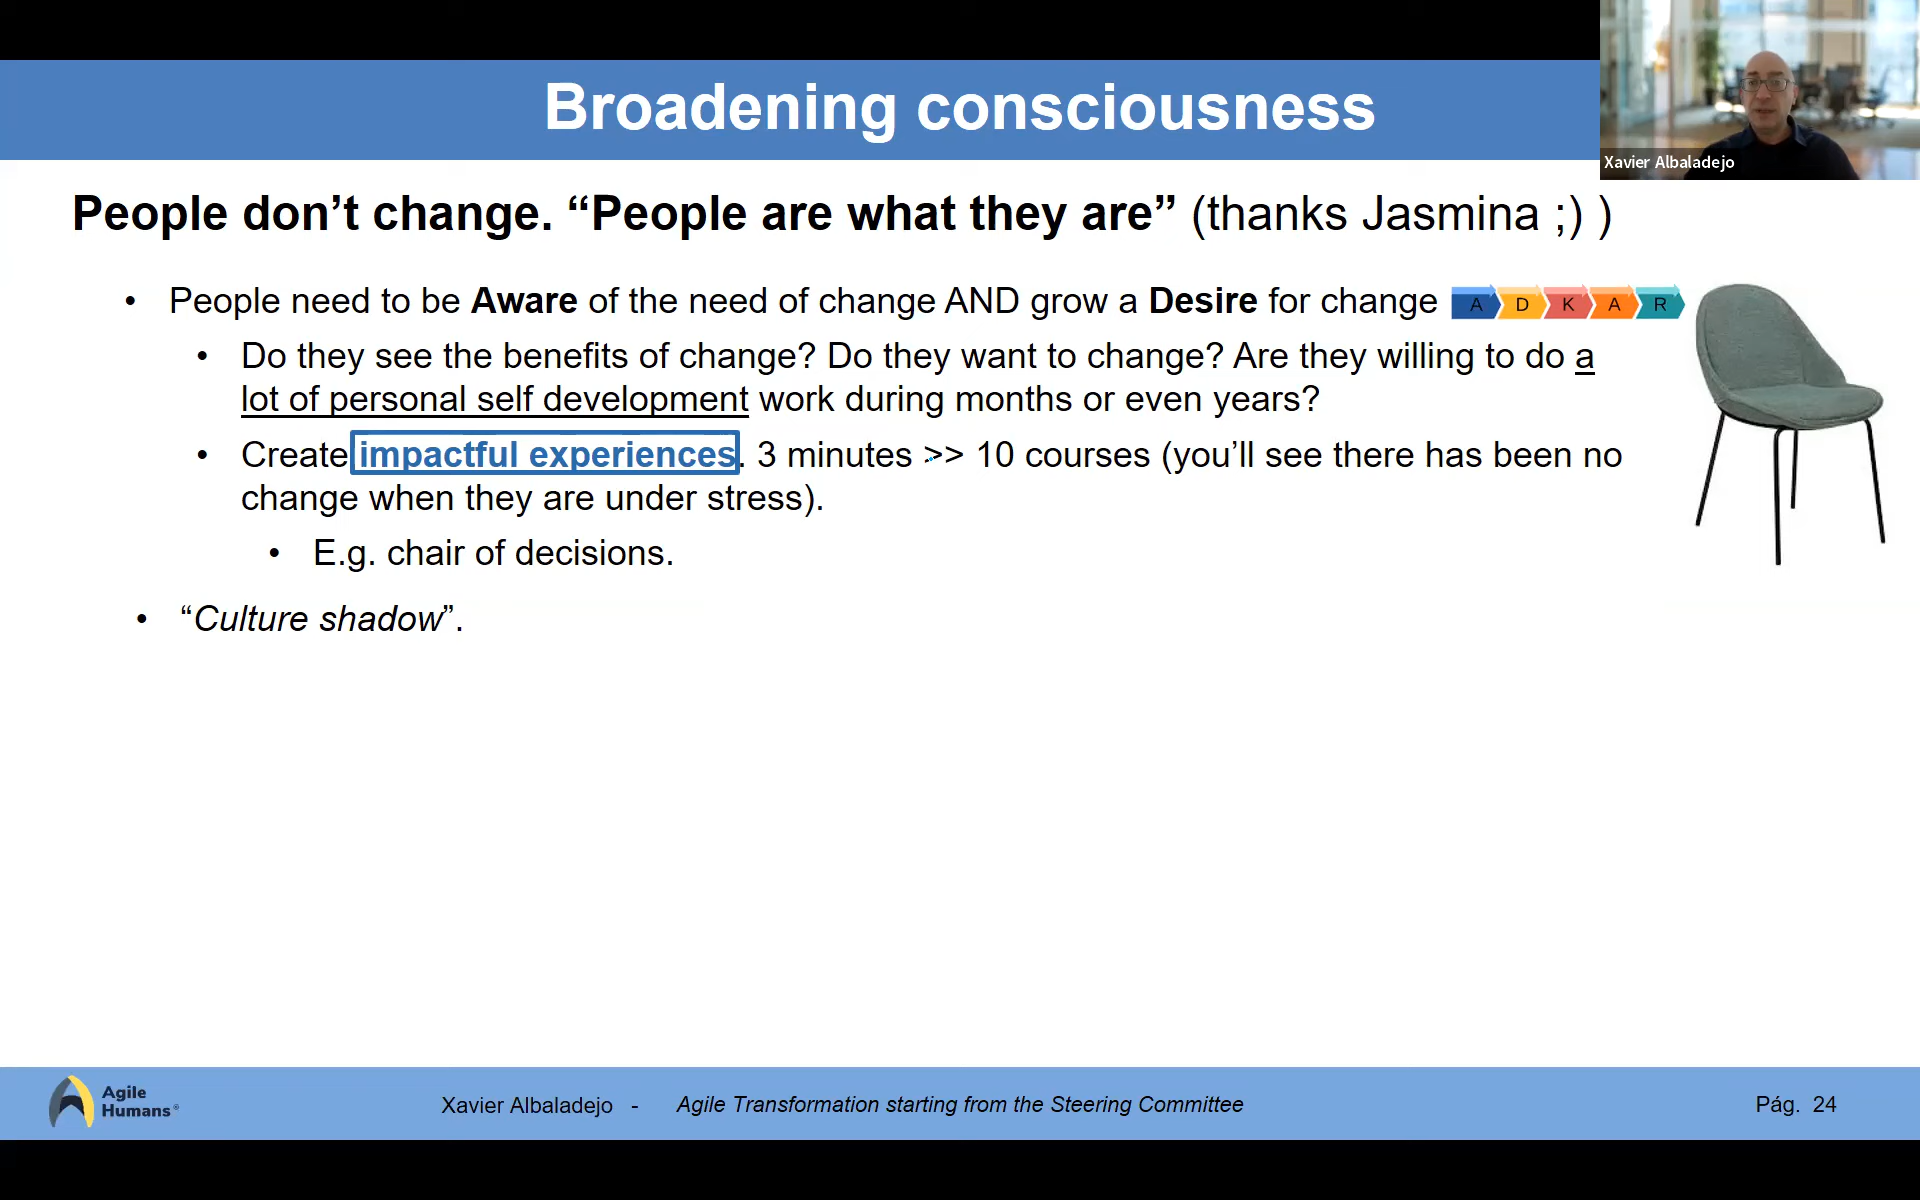 Broadening consciousness
Xavier Albaladejo
People don’t change. “People are what they are” (thanks Jasmina ;) )
• People need to be Aware of the need of change AND grow a Desire for change A D K A R
• Do they see the benefits of change? Do they want to change? Are they willing to do a
lot of personal self development work during months or even years?
• Create impactful experiences. 3 minutes >> 10 courses (you’ll see there has been no
change when they are under stress).
• E.g. chair of decisions.
• “Culture shadow”.
Agile
Humans®
Xavier Albaladejo - Agile Transformation starting from the Steering Committee
Pág. 24